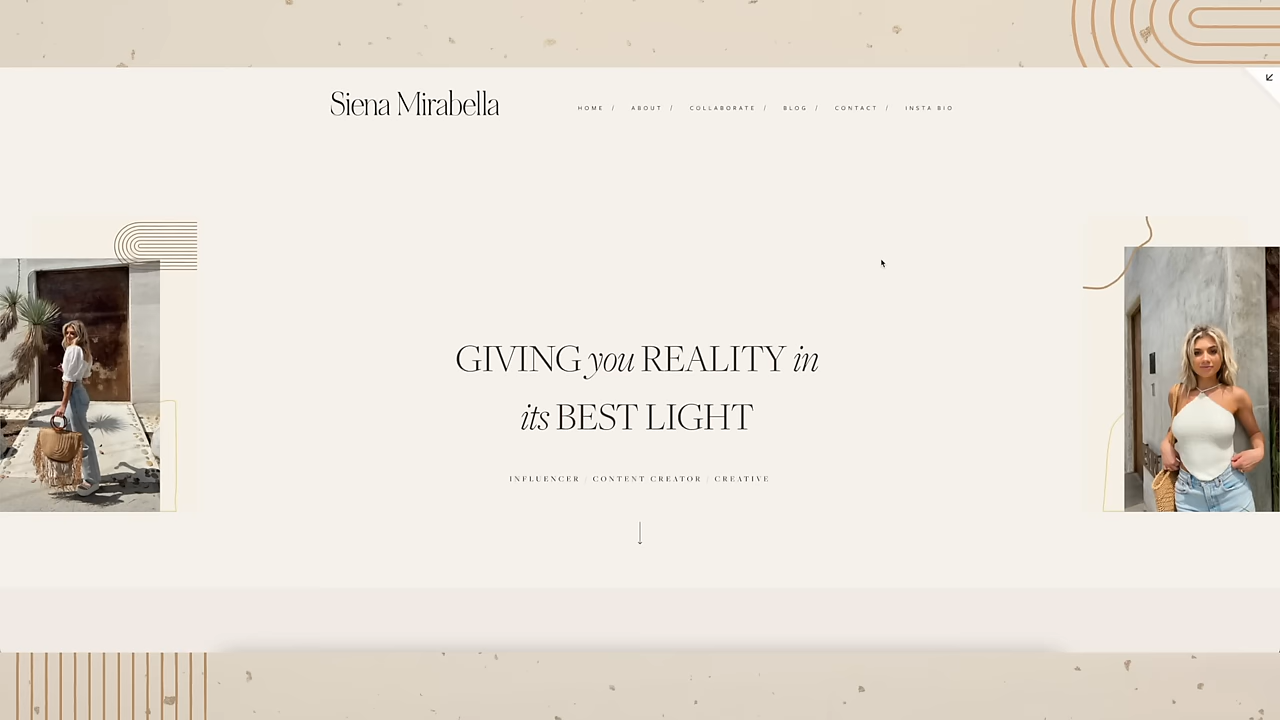 Siena Mirabella
HOME / ABOUT / COLLABORATE / BLOG / CONTACT / INSTA BIO
GIVING you REALITY in
its BEST LIGHT
INFLUENCER / CONTENT CREATOR / CREATIVE